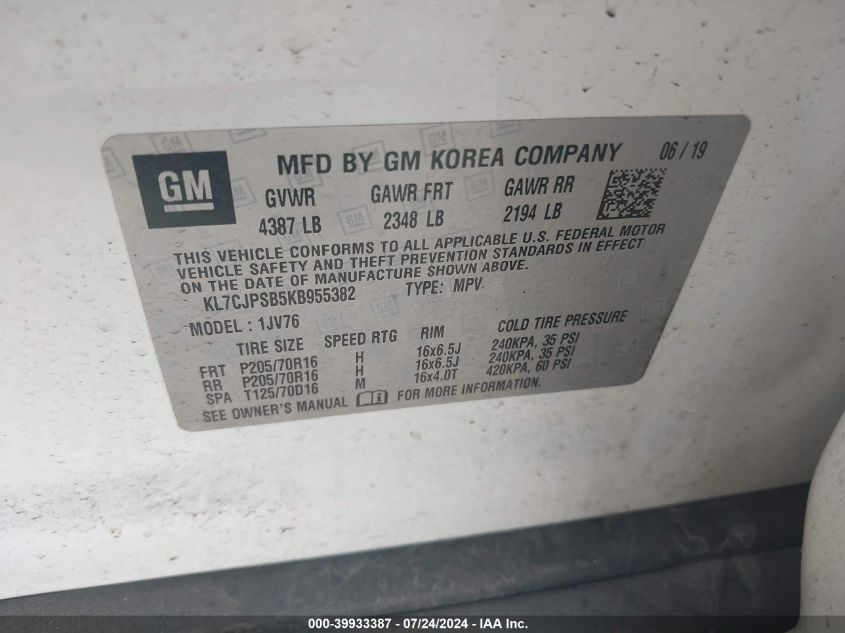 GM
MFD BY GM KOREA COMPANY 06 / 19
GVWR GAWR FRT GAWR RR
4387 LB 2348 LB 2194 LB
THIS VEHICLE CONFORMS TO ALL APPLICABLE U.S. FEDERAL MOTOR
VEHICLE SAFETY AND THEFT PREVENTION STANDARDS IN EFFECT
ON THE DATE OF MANUFACTURE SHOWN ABOVE.
KL7CJPSB5KB955382 TYPE: MPV
MODEL : 1JV76
TIRE SIZE SPEED RTG RIM COLD TIRE PRESSURE
FRT P205/70R16 H 16x6.5J 240KPA, 35 PSI
RR P205/70R16 H 16x6.5J 240KPA, 35 PSI
SPA T125/70D16 M 16x4.0T 420KPA, 60 PSI
SEE OWNER'S MANUAL FOR MORE INFORMATION.
000-39933387 - 07/24/2024 - IAA Inc.